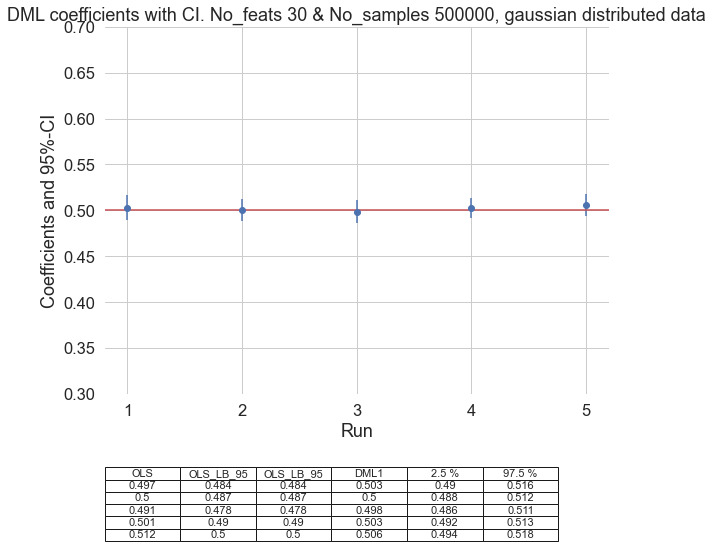 DML coefficients with CI. No_feats 30 & No_samples 500000, gaussian distributed data
0.70
0.65
0.60
0.55
0.50
0.45
0.40
0.35
0.30
Coefficients and 95%-CI
1 2 3 4 5
Run
OLS OLS_LB_95 OLS_LB_95 DML1 2.5 % 97.5 %
0.497 0.484 0.484 0.503 0.49 0.516
0.5 0.487 0.487 0.5 0.488 0.512
0.491 0.478 0.478 0.498 0.486 0.511
0.501 0.49 0.49 0.503 0.492 0.513
0.512 0.5 0.5 0.506 0.494 0.518